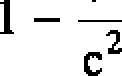 1 − —
c²